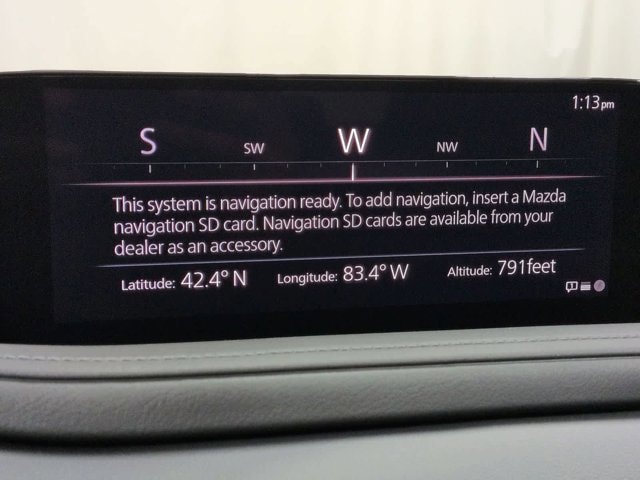 1:13pm
S SW W NW N
This system is navigation ready. To add navigation, insert a Mazda
navigation SD card. Navigation SD cards are available from your
dealer as an accessory.
Latitude: 42.4° N Longitude: 83.4° W Altitude: 791feet